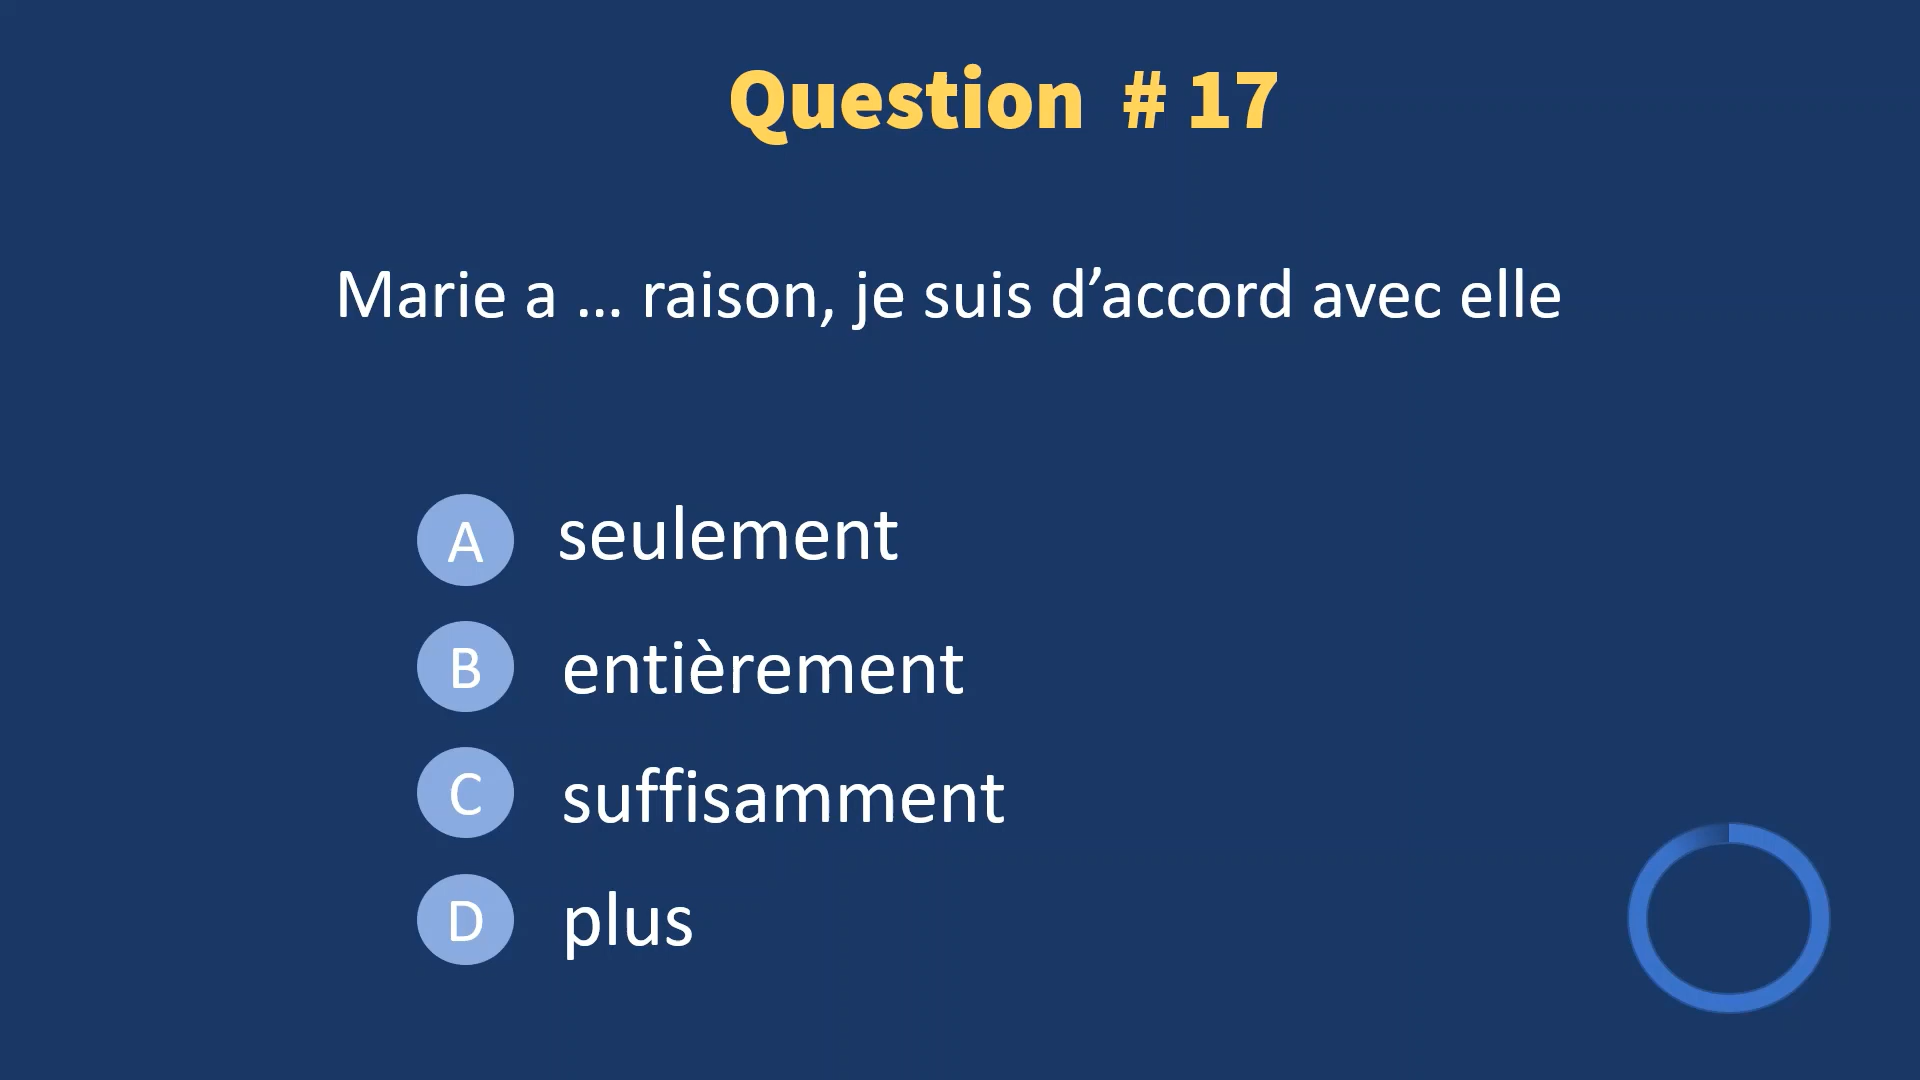 Question # 17
Marie a ... raison, je suis d’accord avec elle
A seulement
B entièrement
C suffisamment
D plus